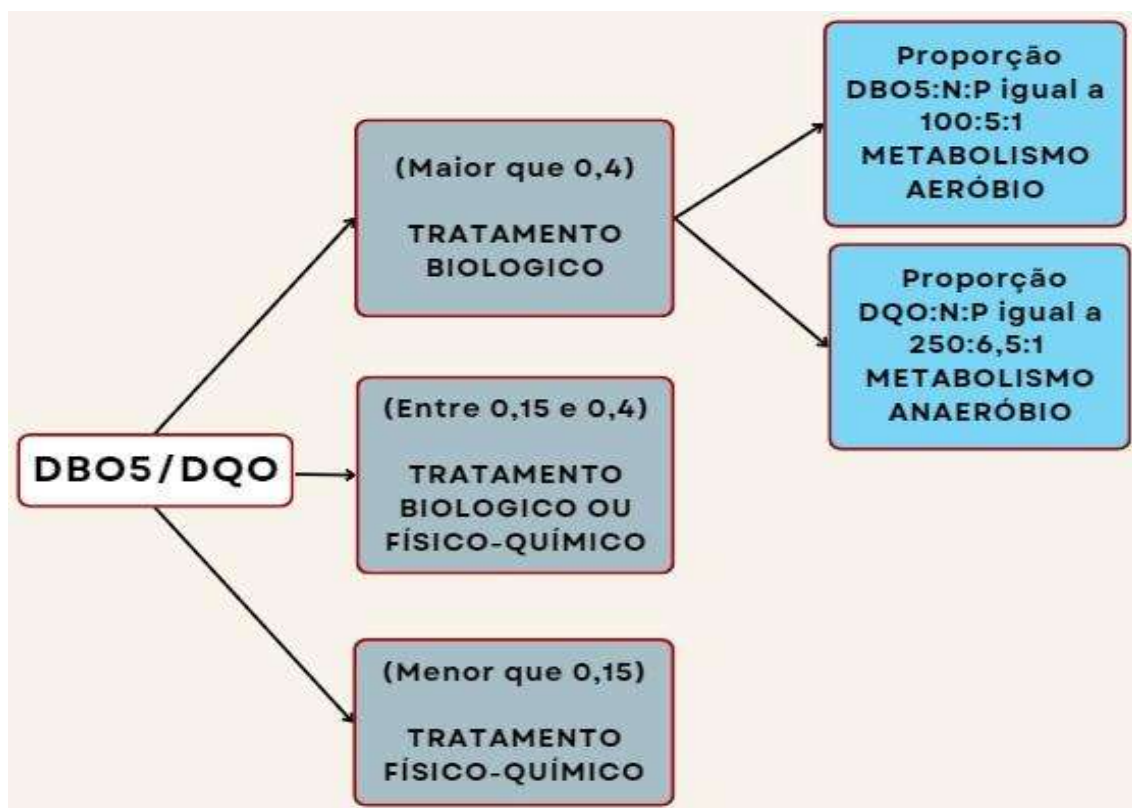 DBO5/DQO
(Maior que 0,4)
TRATAMENTO
BIOLOGICO
Proporção
DBO5:N:P igual a
100:5:1
METABOLISMO
AERÓBIO
Proporção
DQO:N:P igual a
250:6,5:1
METABOLISMO
ANAERÓBIO
(Entre 0,15 e 0,4)
TRATAMENTO
BIOLOGICO OU
FÍSICO-QUÍMICO
(Menor que 0,15)
TRATAMENTO
FÍSICO-QUÍMICO